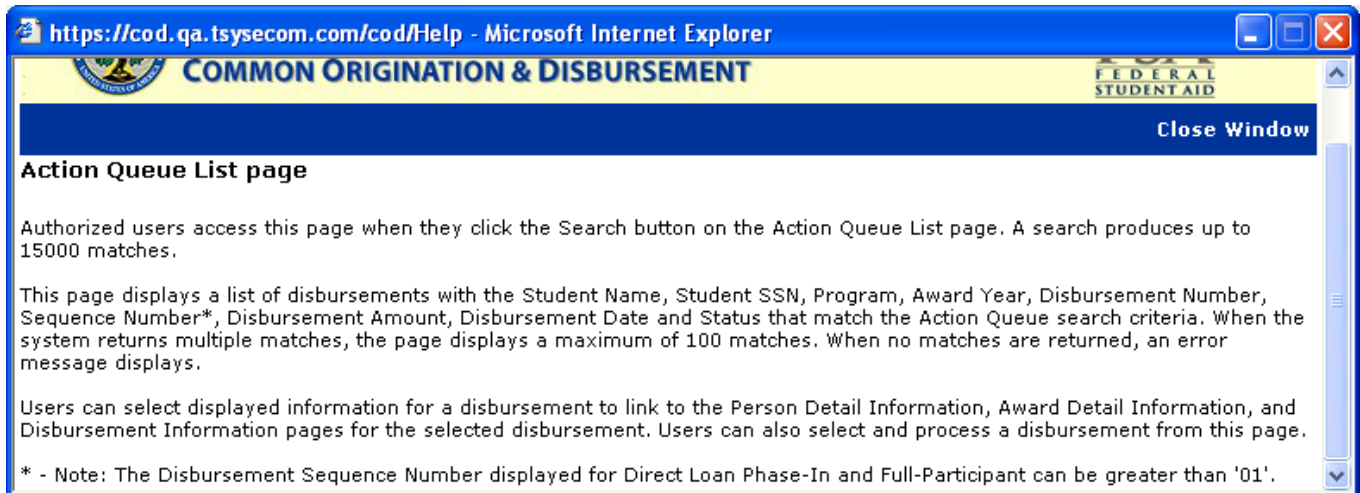 https://cod.qa.tsysecom.com/cod/Help - Microsoft Internet Explorer
COMMON ORIGINATION & DISBURSEMENT
FEDERAL
STUDENT AID
Close Window
Action Queue List page
Authorized users access this page when they click the Search button on the Action Queue List page. A search produces up to
15000 matches.
This page displays a list of disbursements with the Student Name, Student SSN, Program, Award Year, Disbursement Number,
Sequence Number*, Disbursement Amount, Disbursement Date and Status that match the Action Queue search criteria. When the
system returns multiple matches, the page displays a maximum of 100 matches. When no matches are returned, an error
message displays.
Users can select displayed information for a disbursement to link to the Person Detail Information, Award Detail Information, and
Disbursement Information pages for the selected disbursement. Users can also select and process a disbursement from this page.
* - Note: The Disbursement Sequence Number displayed for Direct Loan Phase-In and Full-Participant can be greater than '01'.